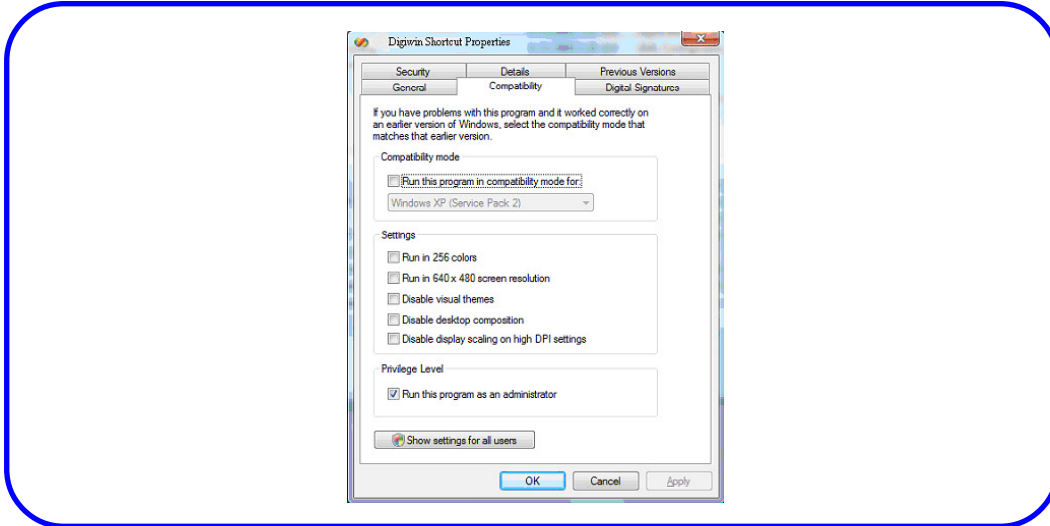 Digiwin Shortcut Properties
Security Details Previous Versions
General Compatibility Digital Signatures
If you have problems with this program and it worked correctly on
an earlier version of Windows, select the compatibility mode that
matches that earlier version.
Compatibility mode
Run this program in compatibility mode for:
Windows XP (Service Pack 2)
Settings
Run in 256 colors
Run in 640 x 480 screen resolution
Disable visual themes
Disable desktop composition
Disable display scaling on high DPI settings
Privilege Level
Run this program as an administrator
Show settings for all users
OK Cancel Apply